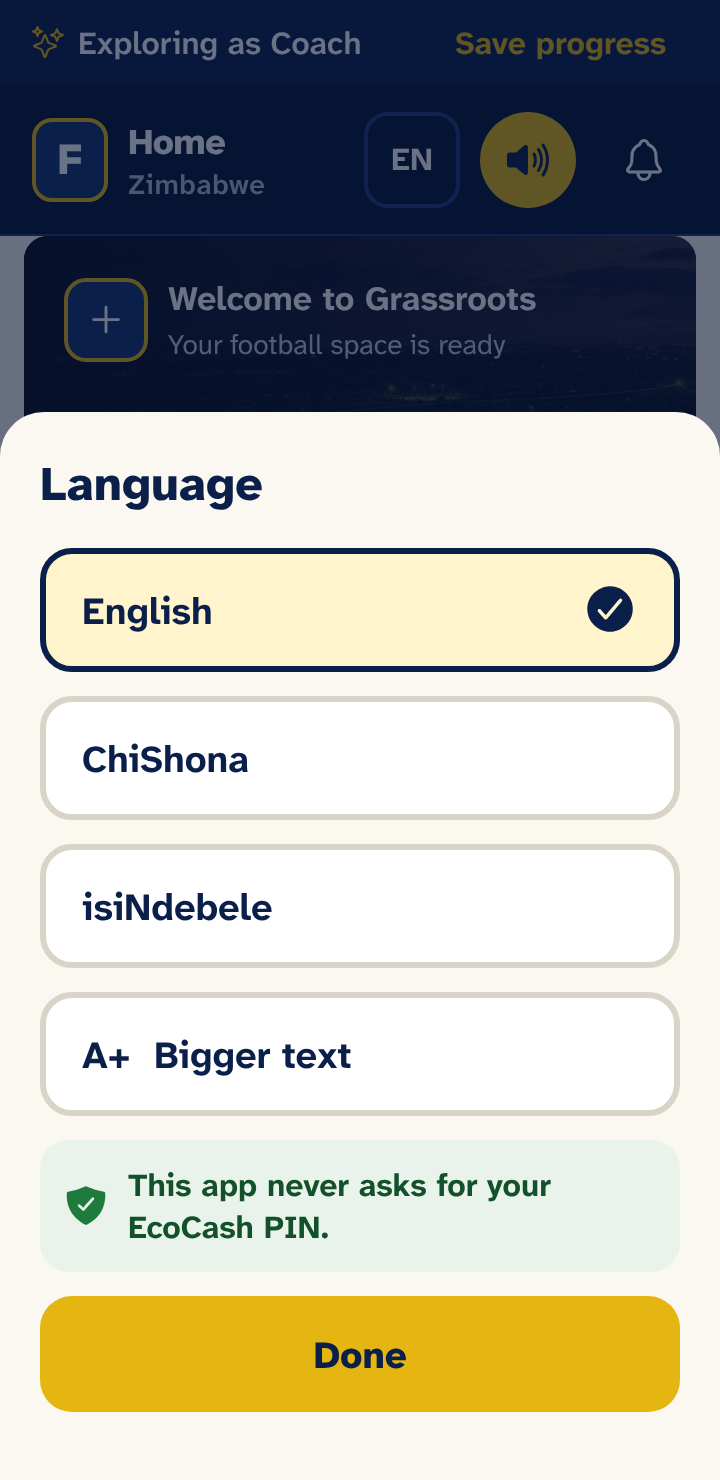 Exploring as Coach
Save progress
F
Home
Zimbabwe
EN
Welcome to Grassroots
Your football space is ready
Language
English
ChiShona
isiNdebele
A+ Bigger text
This app never asks for your
EcoCash PIN.
Done